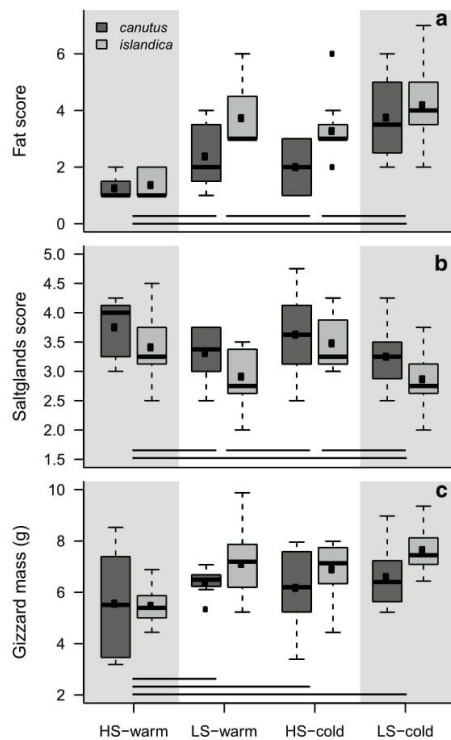 a
canutus
islandica
Fat score
6
4
2
0
b
Saltglands score
5.0
4.5
4.0
3.5
3.0
2.5
2.0
1.5
c
Gizzard mass (g)
10
8
6
4
2
HS-warm LS-warm HS-cold LS-cold